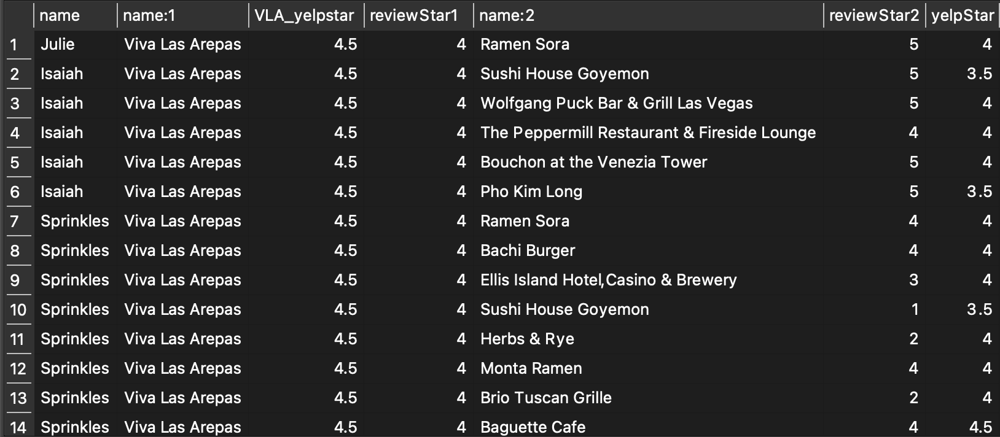 name name:1 VLA_yelpstar reviewStar1 name:2 reviewStar2 yelpStar
1 Julie Viva Las Arepas 4.5 4 Ramen Sora 5 4
2 Isaiah Viva Las Arepas 4.5 4 Sushi House Goyemon 5 3.5
3 Isaiah Viva Las Arepas 4.5 4 Wolfgang Puck Bar & Grill Las Vegas 5 4
4 Isaiah Viva Las Arepas 4.5 4 The Peppermill Restaurant & Fireside Lounge 4 4
5 Isaiah Viva Las Arepas 4.5 4 Bouchon at the Venezia Tower 5 4
6 Isaiah Viva Las Arepas 4.5 4 Pho Kim Long 5 3.5
7 Sprinkles Viva Las Arepas 4.5 4 Ramen Sora 4 4
8 Sprinkles Viva Las Arepas 4.5 4 Bachi Burger 4 4
9 Sprinkles Viva Las Arepas 4.5 4 Ellis Island Hotel,Casino & Brewery 3 4
10 Sprinkles Viva Las Arepas 4.5 4 Sushi House Goyemon 1 3.5
11 Sprinkles Viva Las Arepas 4.5 4 Herbs & Rye 2 4
12 Sprinkles Viva Las Arepas 4.5 4 Monta Ramen 4 4
13 Sprinkles Viva Las Arepas 4.5 4 Brio Tuscan Grille 2 4
14 Sprinkles Viva Las Arepas 4.5 4 Baguette Cafe 4 4.5